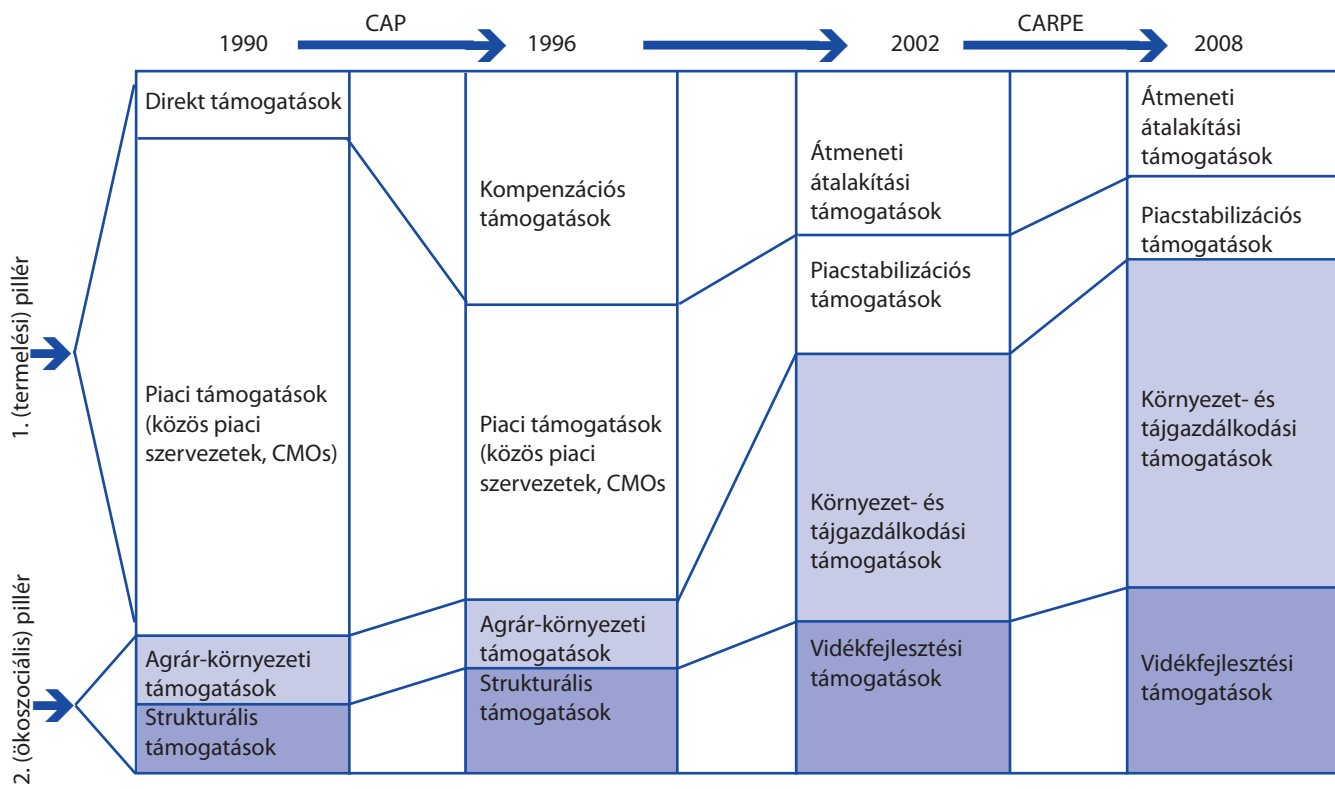 CAP
CARPE
1990
1996
2002
2008
1. (termelési) pillér
2. (ökoszociális) pillér
Direkt támogatások
Piaci támogatások
(közös piaci
szervezetek, CMOs)
Agrár-környezeti
támogatások
Strukturális
támogatások
Kompenzációs
támogatások
Piaci támogatások
(közös piaci
szervezetek, CMOs
Agrár-környezeti
támogatások
Strukturális
támogatások
Átmeneti
átalakítási
támogatások
Piacstabilizációs
támogatások
Környezet- és
tájgazdálkodási
támogatások
Vidékfejlesztési
támogatások
Átmeneti
átalakítási
támogatások
Piacstabilizációs
támogatások
Környezet- és
tájgazdálkodási
támogatások
Vidékfejlesztési
támogatások